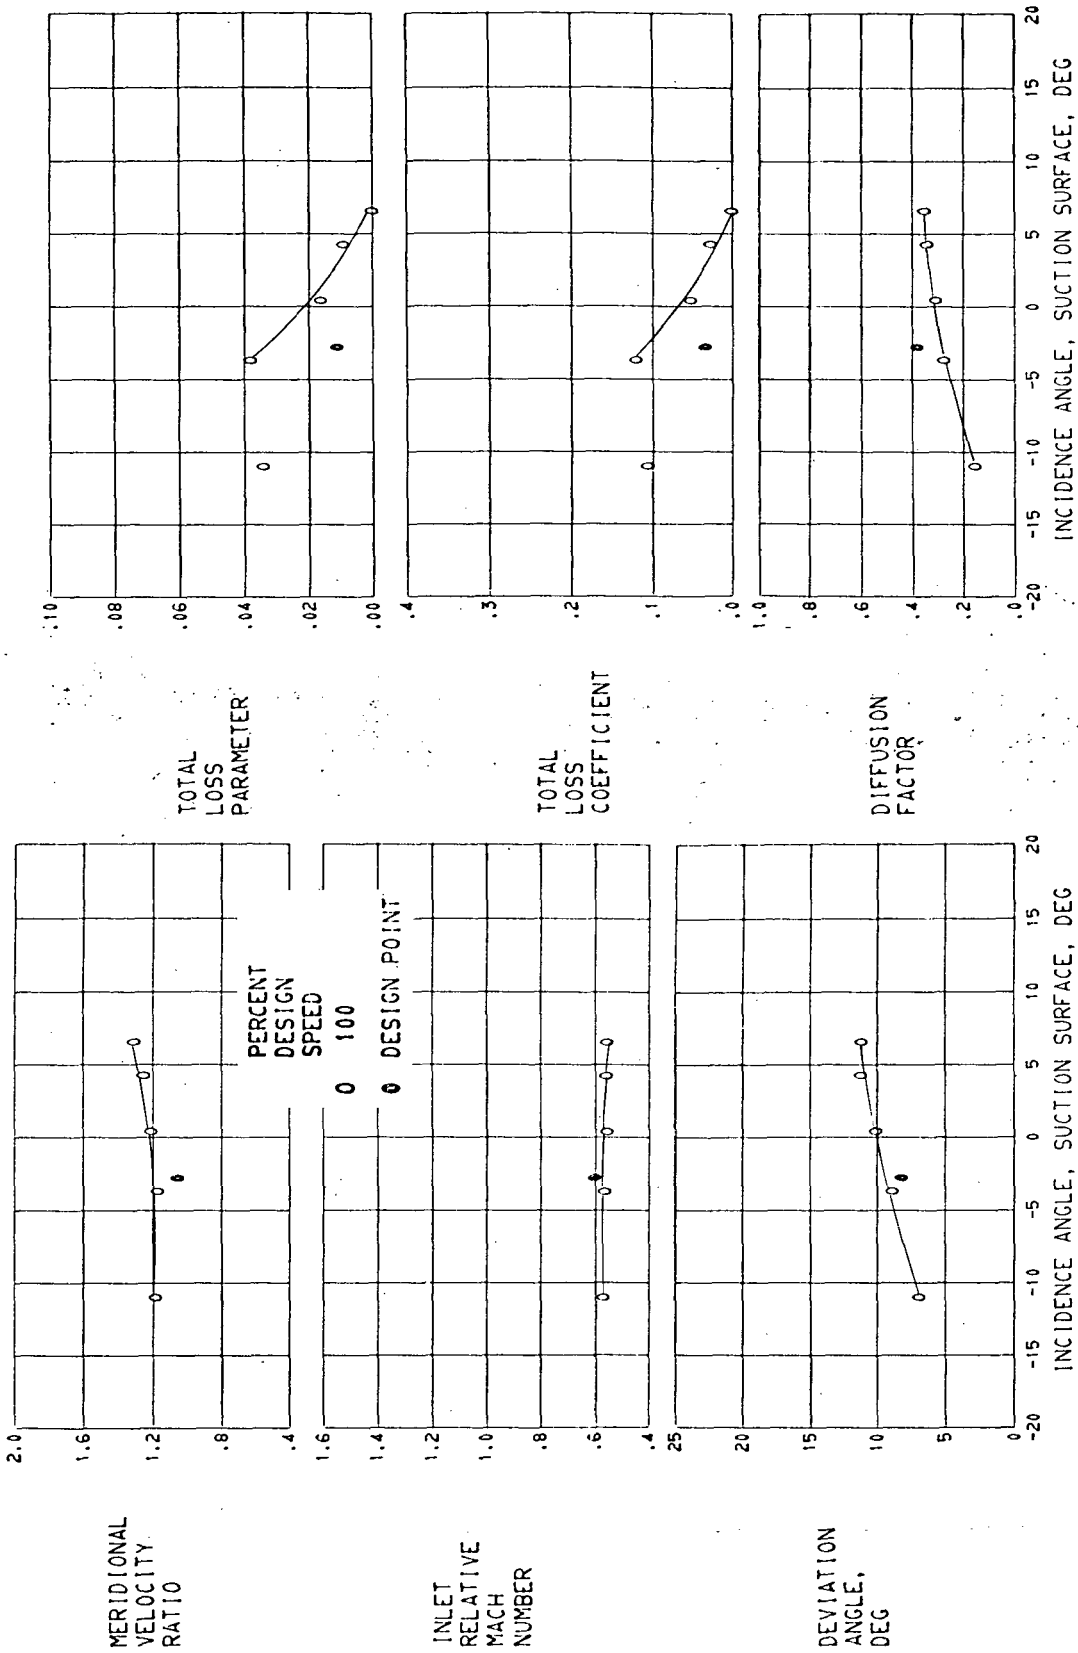 MERIDIONAL
VELOCITY
RATIO
2.0
1.6
1.2
.8
.4
PERCENT
DESIGN
SPEED
O 100
0 DESIGN POINT
INLET
RELATIVE
MACH
NUMBER
1.6
1.4
1.2
1.0
.8
.6
.4
DEVIATION
ANGLE,
DEG
25
20
15
10
5
0
-20 -15 -10 -5 0 5 10 15 20
INCIDENCE ANGLE, SUCTION SURFACE, DEG
TOTAL
LOSS
PARAMETER
.10
.08
.06
.04
.02
.00
TOTAL
LOSS
COEFFICIENT
.4
.3
.2
.1
.0
DIFFUSION
FACTOR
1.0
.8
.6
.4
.2
.0
-20 -15 -10 -5 0 5 10 15 20
INCIDENCE ANGLE, SUCTION SURFACE, DEG